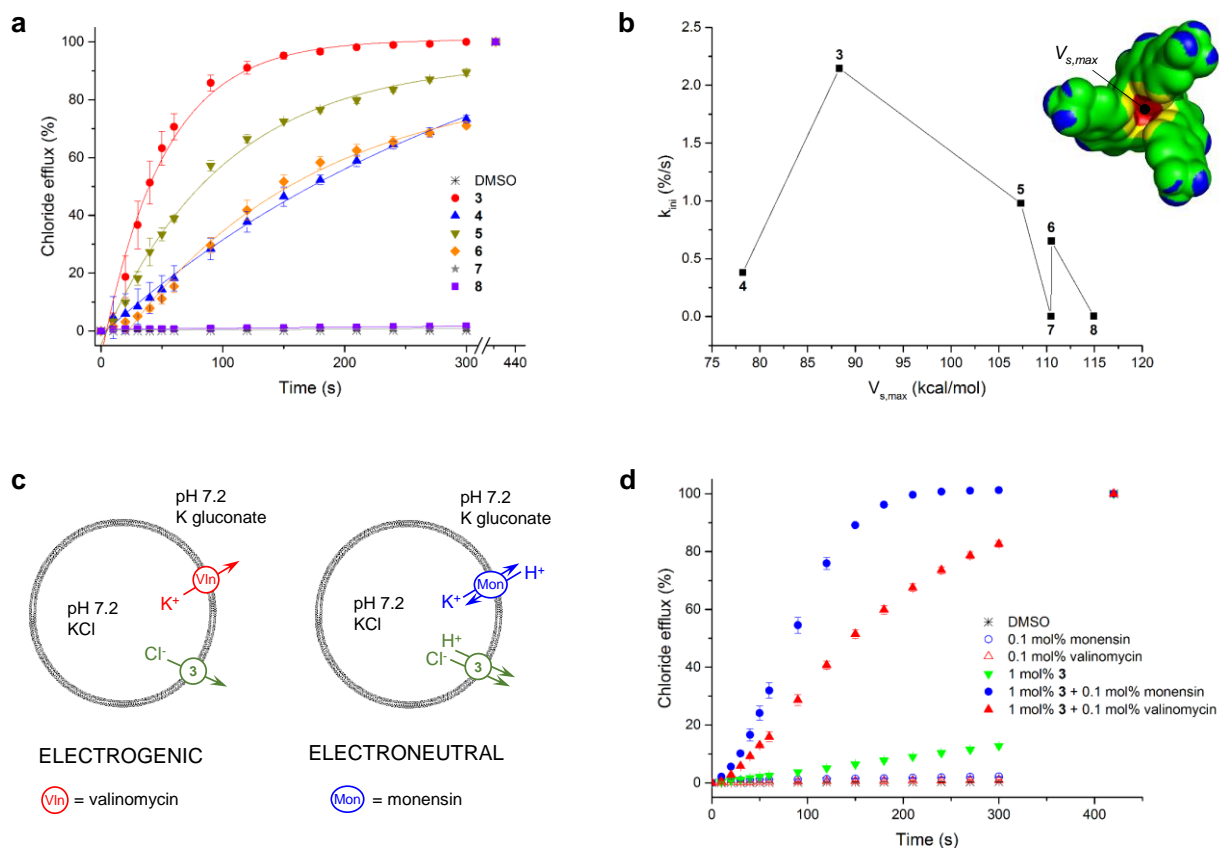 a
100
80
60
40
20
0
Chloride efflux (%)
0
100
200
300
440
Time (s)
DMSO
3
4
5
6
7
8
b
2.5
2.0
1.5
1.0
0.5
0.0
k_ini (%/s)
75
80
85
90
95
100
105
110
115
120
V_s,max (kcal/mol)
3
4
5
6
7
8
V_s,max
c
pH 7.2
K gluconate
Vln
K⁺
pH 7.2
KCl
Cl⁻
3
ELECTROGENIC
Vln = valinomycin
pH 7.2
K gluconate
H⁺
Mon
K⁺
pH 7.2
KCl
H⁺
Cl⁻
3
ELECTRONEUTRAL
Mon = monensin
d
100
80
60
40
20
0
Chloride efflux (%)
0
100
200
300
400
Time (s)
DMSO
0.1 mol% monensin
0.1 mol% valinomycin
1 mol% 3
1 mol% 3 + 0.1 mol% monensin
1 mol% 3 + 0.1 mol% valinomycin